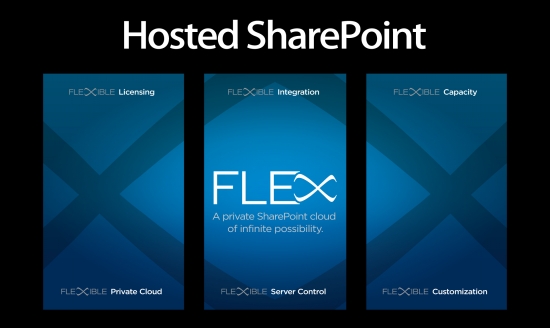 Hosted SharePoint
FLEXIBLE Licensing
FLEXIBLE Integration
FLEXIBLE Capacity
FLEX
A private SharePoint cloud
of infinite possibility.
FLEXIBLE Private Cloud
FLEXIBLE Server Control
FLEXIBLE Customization